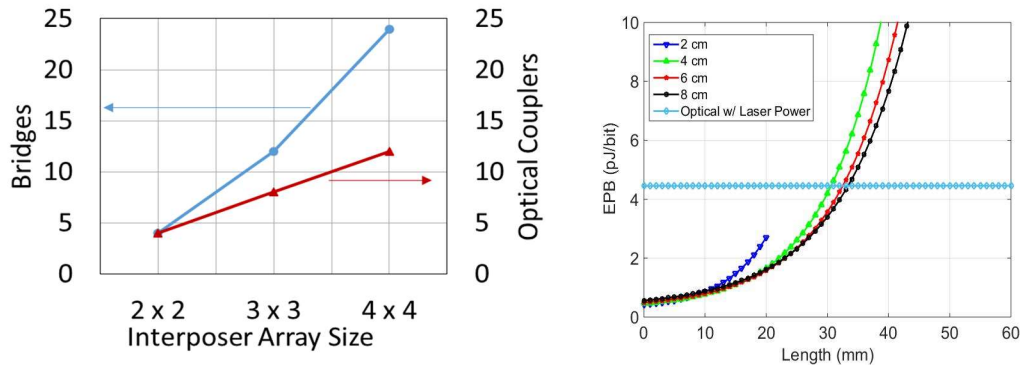 25
20
15
10
5
0
Bridges
25
20
15
10
5
0
Optical Couplers
2 x 2
3 x 3
4 x 4
Interposer Array Size
10
8
6
4
2
0
EPB (pJ/bit)
2 cm
4 cm
6 cm
8 cm
Optical w/ Laser Power
0
10
20
30
40
50
60
Length (mm)